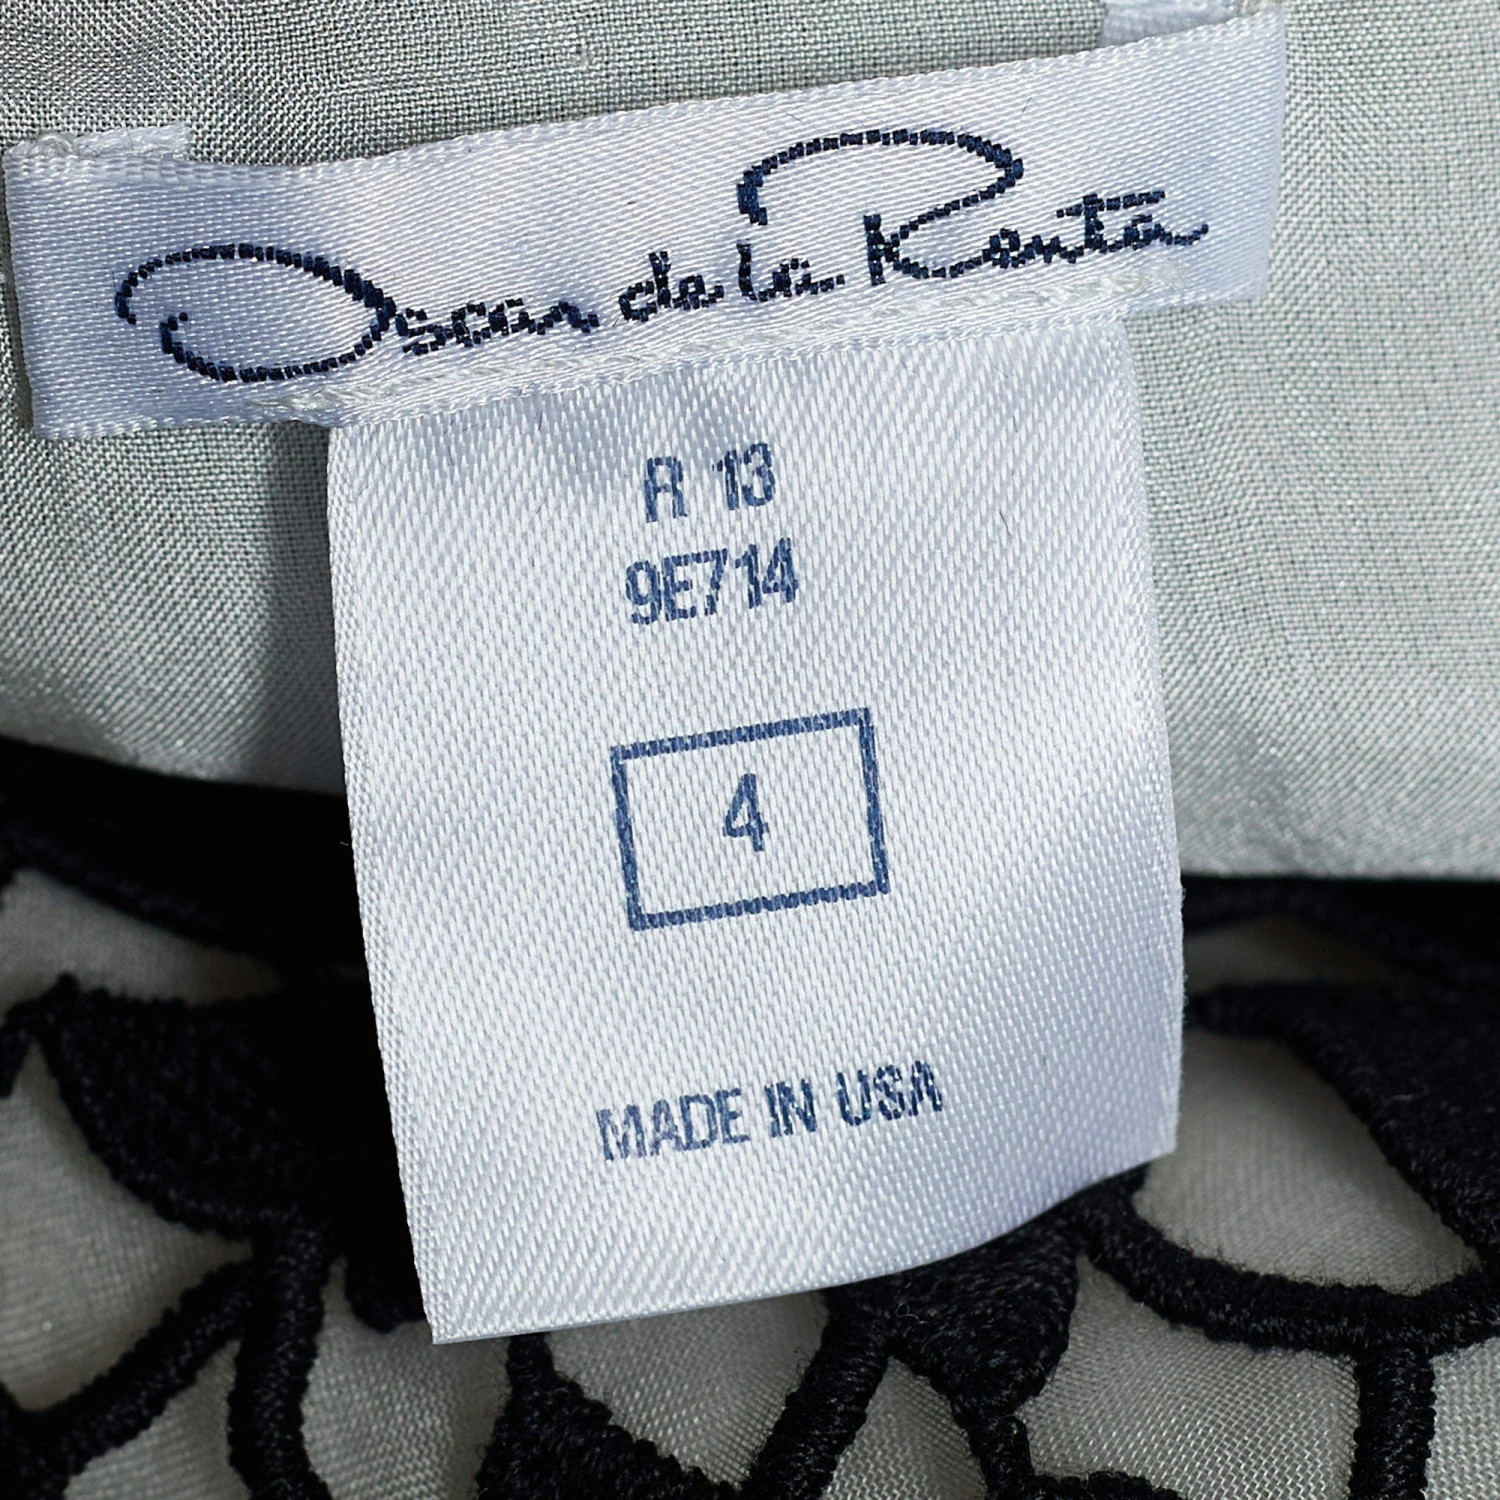 Oscar de la Renta
R 13
9E714
4
MADE IN USA